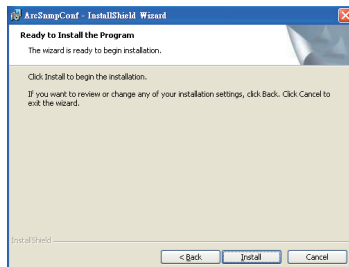 ArcSnmpConf - InstallShield Wizard
Ready to Install the Program
The wizard is ready to begin installation.
Click Install to begin the installation.
If you want to review or change any of your installation settings, click Back. Click Cancel to
exit the wizard.
InstallShield
< Back
Install
Cancel